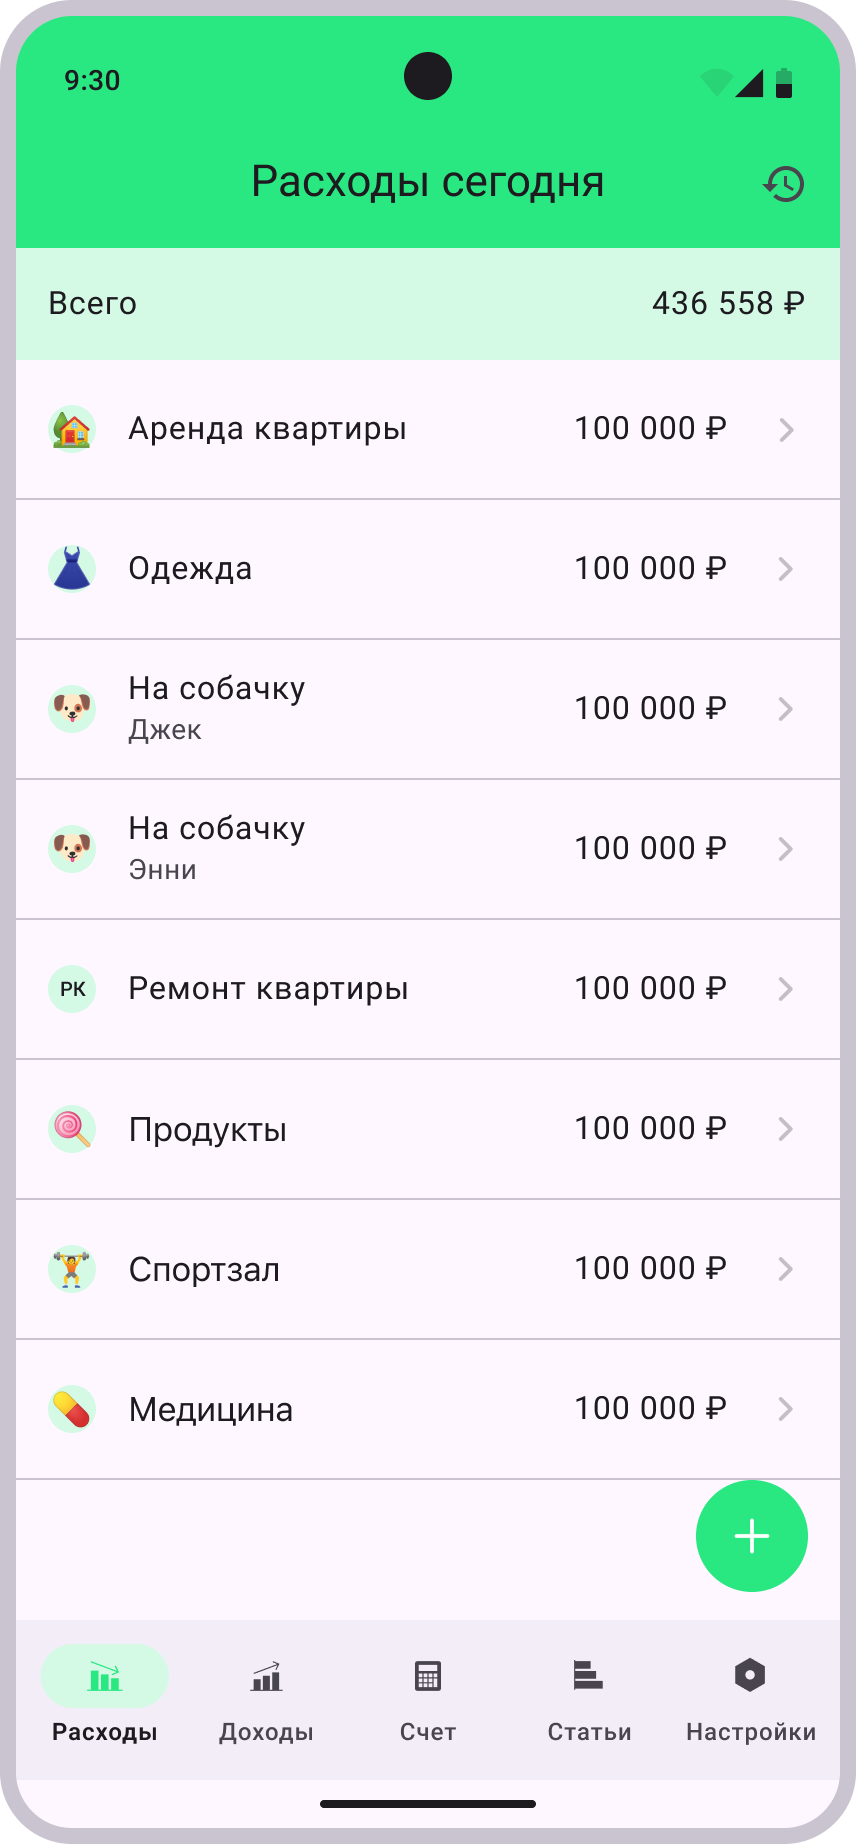 9:30
Расходы сегодня
Всего 436 558 ₽
Аренда квартиры 100 000 ₽
Одежда 100 000 ₽
На собачку 100 000 ₽
Джек
На собачку 100 000 ₽
Энни
РК Ремонт квартиры 100 000 ₽
Продукты 100 000 ₽
Спортзал 100 000 ₽
Медицина 100 000 ₽
Расходы Доходы Счет Статьи Настройки